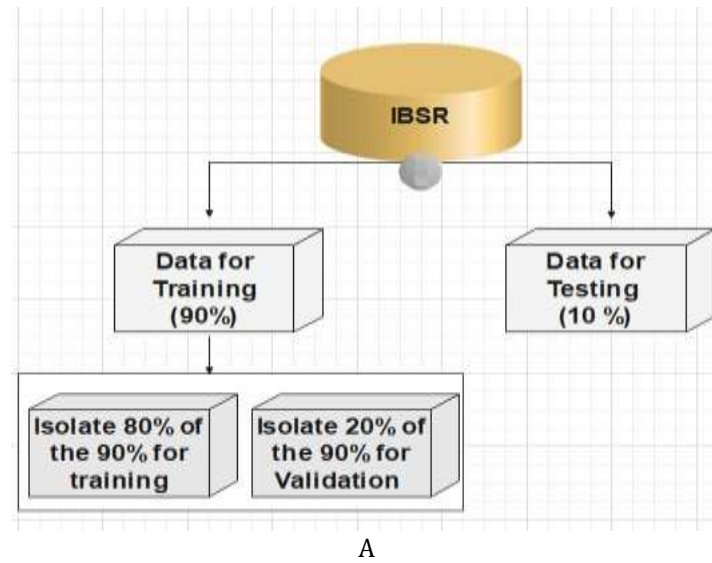 IBSR
Data for
Training
(90%)
Data for
Testing
(10 %)
Isolate 80% of
the 90% for
training
Isolate 20% of
the 90% for
Validation
A